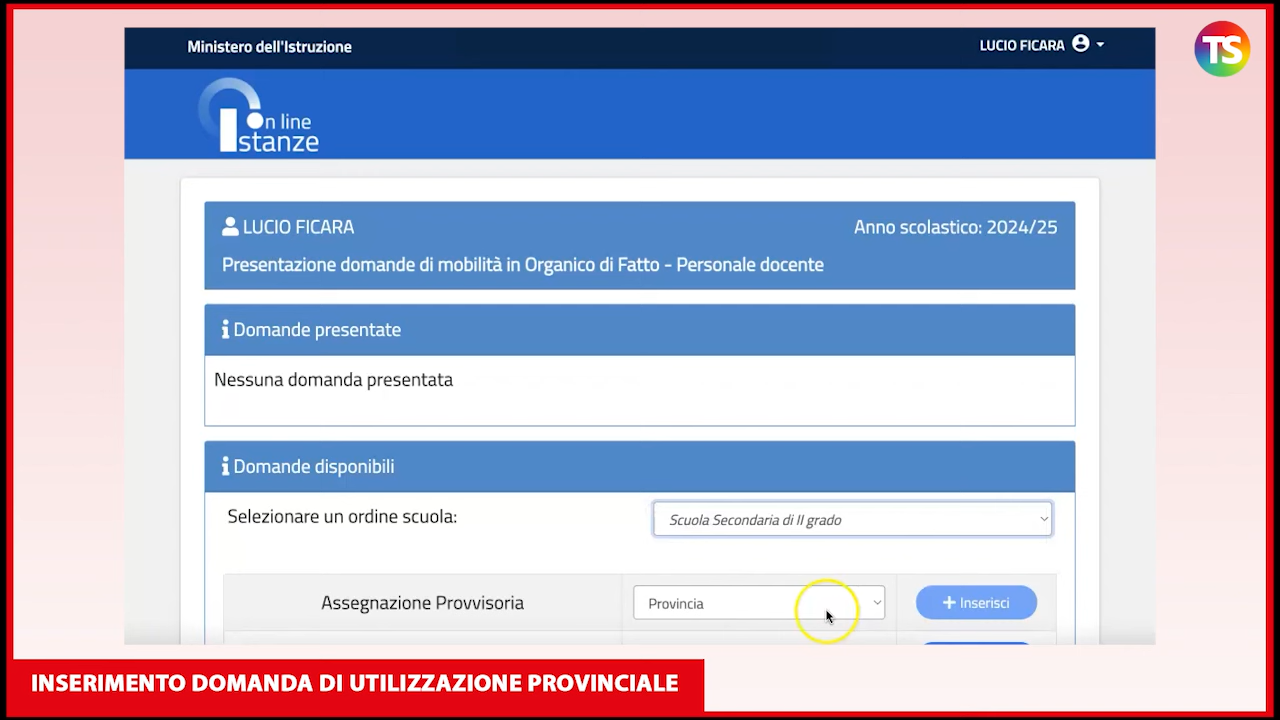 Ministero dell'Istruzione
LUCIO FICARA
TS
n line
stanze
LUCIO FICARA
Anno scolastico: 2024/25
Presentazione domande di mobilità in Organico di Fatto - Personale docente
Domande presentate
Nessuna domanda presentata
Domande disponibili
Selezionare un ordine scuola:
Scuola Secondaria di II grado
Assegnazione Provvisoria
Provincia
+ Inserisci
INSERIMENTO DOMANDA DI UTILIZZAZIONE PROVINCIALE